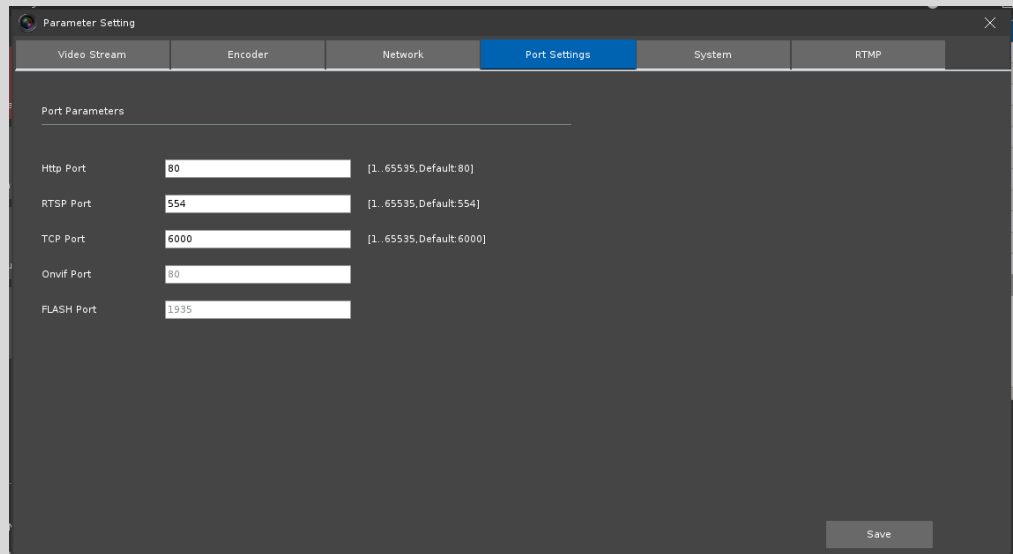 Parameter Setting
Video Stream Encoder Network Port Settings System RTMP
Port Parameters
Http Port 80 [1..65535,Default:80]
RTSP Port 554 [1..65535,Default:554]
TCP Port 6000 [1..65535,Default:6000]
Onvif Port 80
FLASH Port 1935
Save